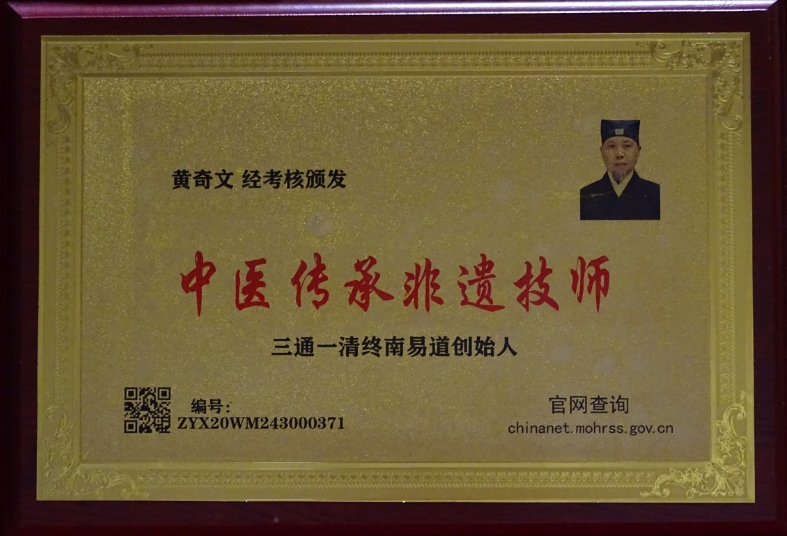 黄奇文 经考核颁发
中医传承非遗技师
三通一清终南易道创始人
编号：
ZYX20WM243000371
官网查询
chinanet.mohrss.gov.cn